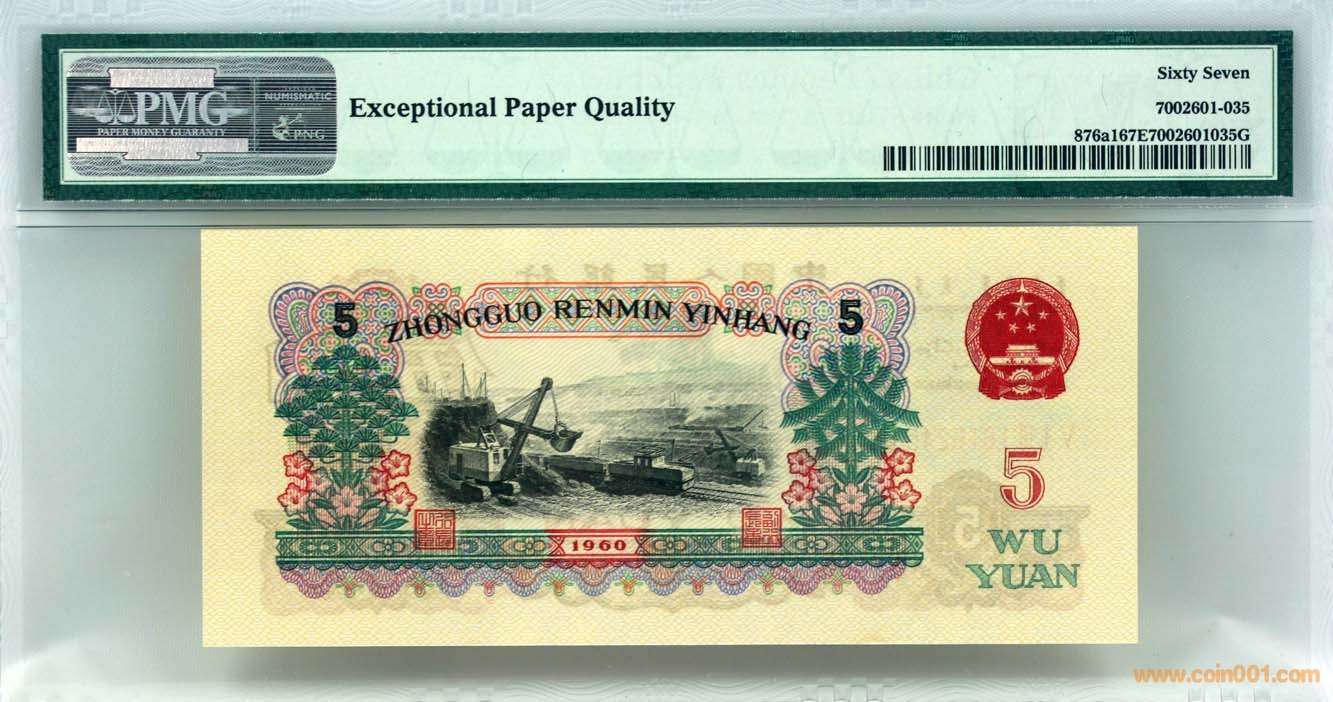 PMG
PAPER MONEY GUARANTY
NUMISMATIC
PNG
Exceptional Paper Quality
Sixty Seven
7002601-035
876a167E7002601035G
5
ZHONGGUO RENMIN YINHANG
5
1960
5
WU
YUAN
www.coin001.com